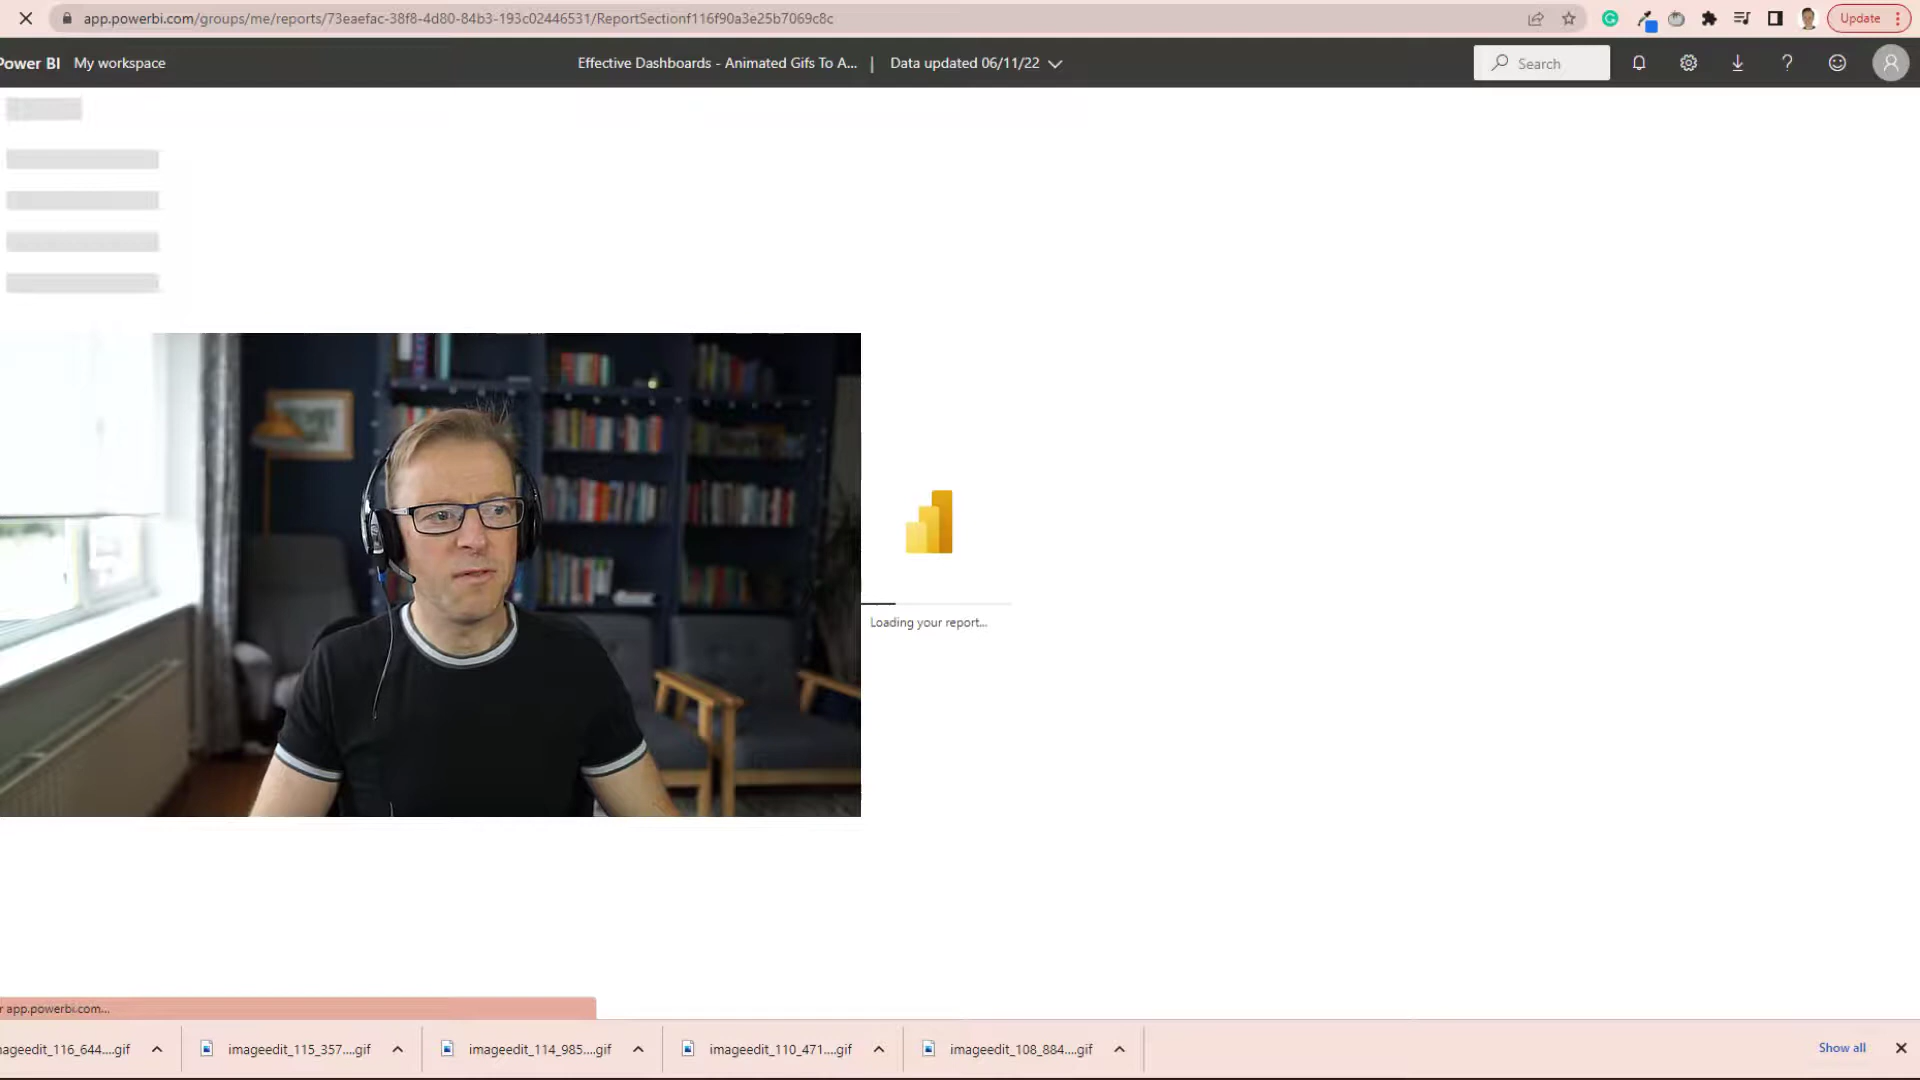 app.powerbi.com/groups/me/reports/73eaefac-38f8-4d80-84b3-193c02446531/ReportSectionf116f90a3e25b7069c8c
Update
Power BI My workspace
Effective Dashboards - Animated Gifs To A... | Data updated 06/11/22
Search
Loading your report...
r app.powerbi.com...
ageedit_116_644....gif
imageedit_115_357....gif
imageedit_114_985....gif
imageedit_110_471....gif
imageedit_108_884....gif
Show all